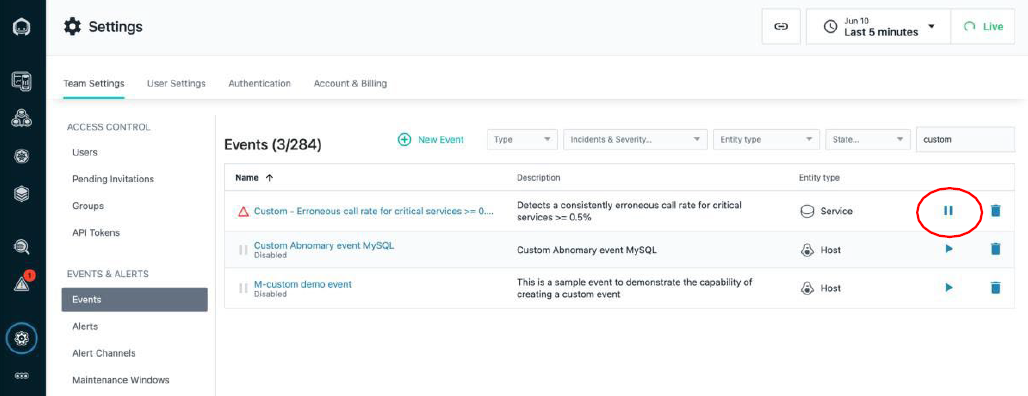 Settings
Jun 10
Last 5 minutes
Live
Team Settings
User Settings
Authentication
Account & Billing
ACCESS CONTROL
Users
Pending Invitations
Groups
API Tokens
EVENTS & ALERTS
Events
Alerts
Alert Channels
Maintenance Windows
1
Events (3/284)
New Event
Type
Incidents & Severity...
Entity type
State...
custom
Name
Description
Entity type
Custom - Erroneous call rate for critical services >= 0....
Detects a consistently erroneous call rate for critical
services >= 0.5%
Service
Custom Abnomary event MySQL
Disabled
Custom Abnomary event MySQL
Host
M-custom demo event
Disabled
This is a sample event to demonstrate the capability of
creating a custom event
Host